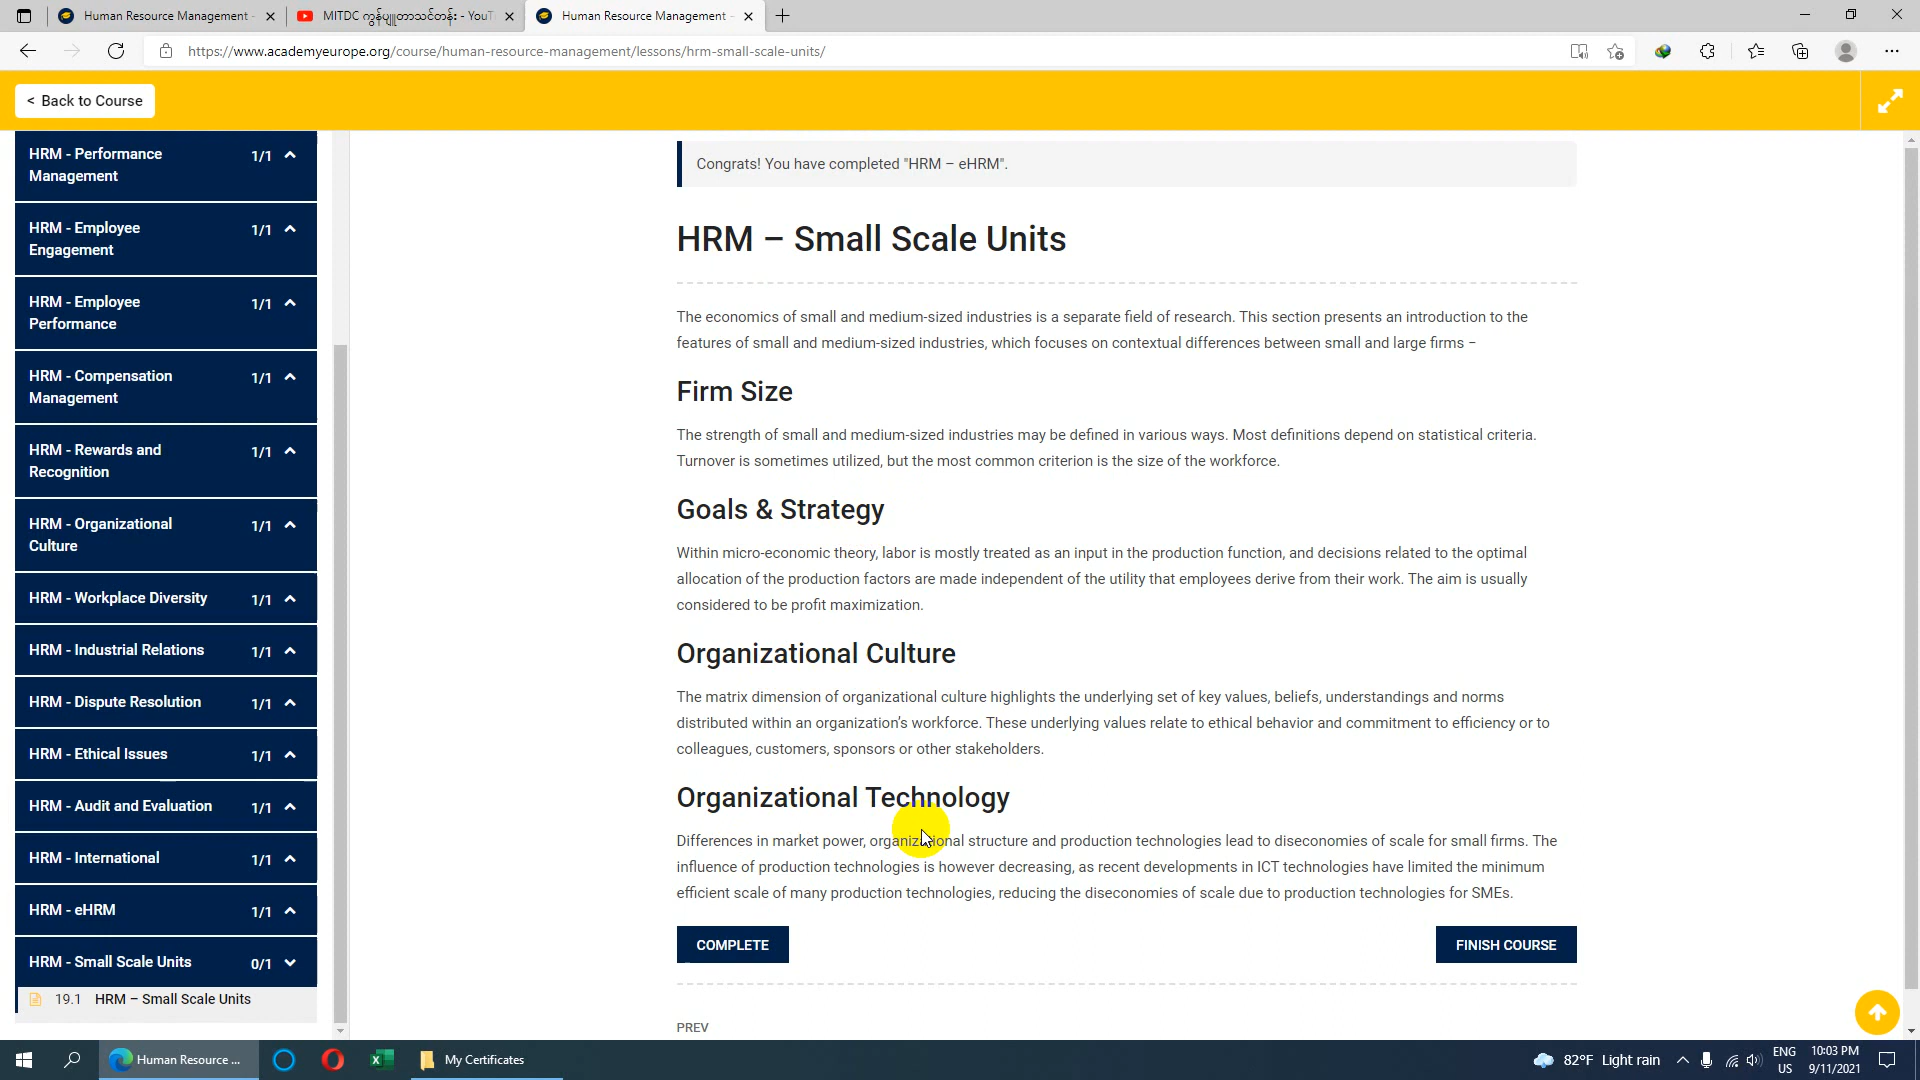 Human Resource Management -
MITDC ကွန်ပျူတာသင်တန်း - YouT
Human Resource Management -
https://www.academyeurope.org/course/human-resource-management/lessons/hrm-small-scale-units/
< Back to Course
HRM - Performance
Management
1/1
HRM - Employee
Engagement
1/1
HRM - Employee
Performance
1/1
HRM - Compensation
Management
1/1
HRM - Rewards and
Recognition
1/1
HRM - Organizational
Culture
1/1
HRM - Workplace Diversity 1/1
HRM - Industrial Relations 1/1
HRM - Dispute Resolution 1/1
HRM - Ethical Issues 1/1
HRM - Audit and Evaluation 1/1
HRM - International 1/1
HRM - eHRM 1/1
HRM - Small Scale Units 0/1
19.1 HRM – Small Scale Units
Congrats! You have completed "HRM – eHRM".
HRM – Small Scale Units
The economics of small and medium-sized industries is a separate field of research. This section presents an introduction to the
features of small and medium-sized industries, which focuses on contextual differences between small and large firms −
Firm Size
The strength of small and medium-sized industries may be defined in various ways. Most definitions depend on statistical criteria.
Turnover is sometimes utilized, but the most common criterion is the size of the workforce.
Goals & Strategy
Within micro-economic theory, labor is mostly treated as an input in the production function, and decisions related to the optimal
allocation of the production factors are made independent of the utility that employees derive from their work. The aim is usually
considered to be profit maximization.
Organizational Culture
The matrix dimension of organizational culture highlights the underlying set of key values, beliefs, understandings and norms
distributed within an organization’s workforce. These underlying values relate to ethical behavior and commitment to efficiency or to
colleagues, customers, sponsors or other stakeholders.
Organizational Technology
Differences in market power, organizational structure and production technologies lead to diseconomies of scale for small firms. The
influence of production technologies is however decreasing, as recent developments in ICT technologies have limited the minimum
efficient scale of many production technologies, reducing the diseconomies of scale due to production technologies for SMEs.
COMPLETE
FINISH COURSE
PREV
Human Resource ...
My Certificates
82°F Light rain
ENG
US
10:03 PM
9/11/2021